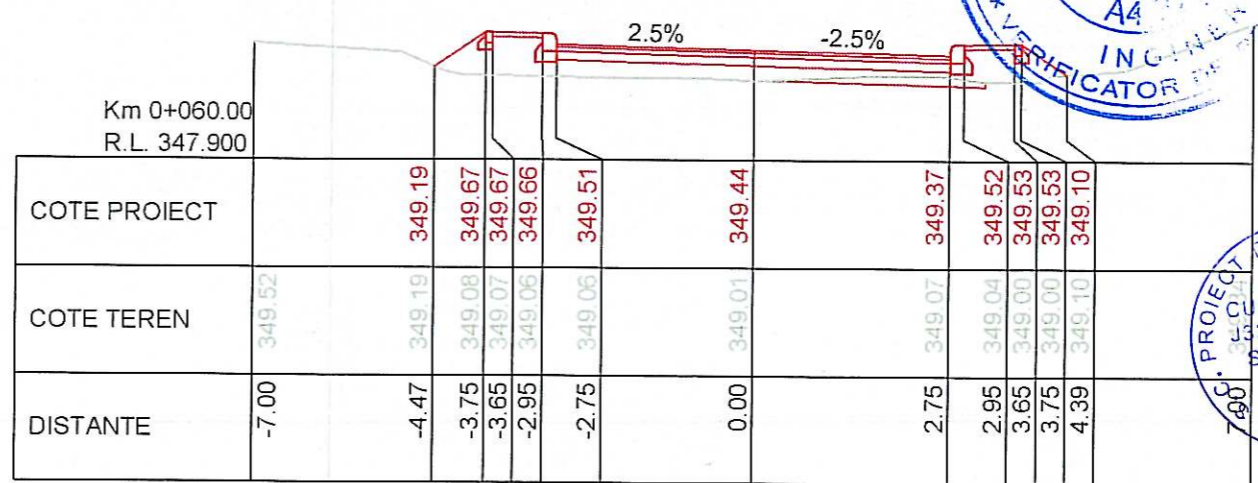 2.5% -2.5%
A4
INGINER
VERIFICATOR DE
Km 0+060.00
R.L. 347.900
COTE PROIECT 349.19 349.67 349.67 349.66 349.51 349.44 349.37 349.52 349.53 349.53 349.10
COTE TEREN 349.52 349.19 349.08 349.07 349.06 349.06 349.01 349.07 349.04 349.00 349.00 349.10
DISTANTE -7.00 -4.47 -3.75 -3.65 -2.95 -2.75 0.00 2.75 2.95 3.65 3.75 4.39 7.00
PROIECT